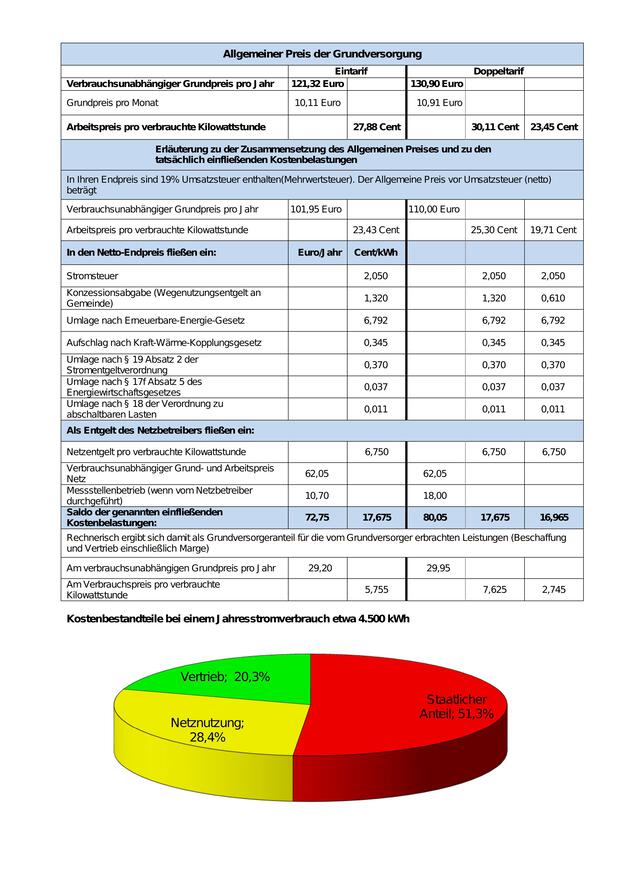 Allgemeiner Preis der Grundversorgung
Eintarif Doppeltarif
Verbrauchsunabhängiger Grundpreis pro Jahr 121,32 Euro 130,90 Euro
Grundpreis pro Monat 10,11 Euro 10,91 Euro
Arbeitspreis pro verbrauchte Kilowattstunde 27,88 Cent 30,11 Cent 23,45 Cent
Erläuterung zu der Zusammensetzung des Allgemeinen Preises und zu den
tatsächlich einfließenden Kostenbelastungen
In Ihren Endpreis sind 19% Umsatzsteuer enthalten(Mehrwertsteuer). Der Allgemeine Preis vor Umsatzsteuer (netto)
beträgt
Verbrauchsunabhängiger Grundpreis pro Jahr 101,95 Euro 110,00 Euro
Arbeitspreis pro verbrauchte Kilowattstunde 23,43 Cent 25,30 Cent 19,71 Cent
In den Netto-Endpreis fließen ein: Euro/Jahr Cent/kWh
Stromsteuer 2,050 2,050 2,050
Konzessionsabgabe (Wegenutzungsentgelt an
Gemeinde) 1,320 1,320 0,610
Umlage nach Erneuerbare-Energie-Gesetz 6,792 6,792 6,792
Aufschlag nach Kraft-Wärme-Kopplungsgesetz 0,345 0,345 0,345
Umlage nach § 19 Absatz 2 der
Stromentgeltverordnung 0,370 0,370 0,370
Umlage nach § 17f Absatz 5 des
Energiewirtschaftsgesetzes 0,037 0,037 0,037
Umlage nach § 18 der Verordnung zu
abschaltbaren Lasten 0,011 0,011 0,011
Als Entgelt des Netzbetreibers fließen ein:
Netzentgelt pro verbrauchte Kilowattstunde 6,750 6,750 6,750
Verbrauchsunabhängiger Grund- und Arbeitspreis
Netz 62,05 62,05
Messstellenbetrieb (wenn vom Netzbetreiber
durchgeführt) 10,70 18,00
Saldo der genannten einfließenden
Kostenbelastungen: 72,75 17,675 80,05 17,675 16,965
Rechnerisch ergibt sich damit als Grundversorgeranteil für die vom Grundversorger erbrachten Leistungen (Beschaffung
und Vertrieb einschließlich Marge)
Am verbrauchsunabhängigen Grundpreis pro Jahr 29,20 29,95
Am Verbrauchspreis pro verbrauchte
Kilowattstunde 5,755 7,625 2,745
Kostenbestandteile bei einem Jahresstromverbrauch etwa 4.500 kWh
Vertrieb; 20,3%
Staatlicher
Anteil; 51,3%
Netznutzung;
28,4%